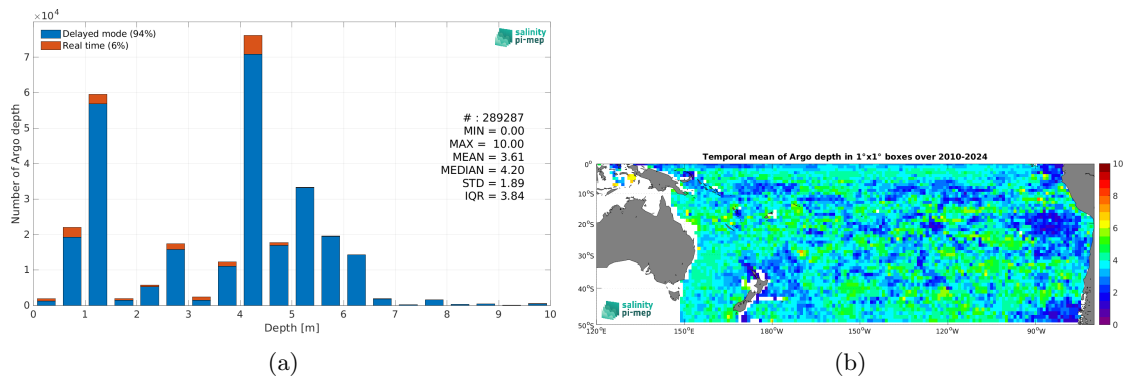 ×10⁴
Delayed mode (94%)
Real time (6%)
salinity
pi-mep
7
6
5
4
3
2
1
0
Number of Argo depth
# : 289287
MIN = 0.00
MAX = 10.00
MEAN = 3.61
MEDIAN = 4.20
STD = 1.89
IQR = 3.84
0 1 2 3 4 5 6 7 8 9 10
Depth [m]
(a)
Temporal mean of Argo depth in 1°x1° boxes over 2010-2024
0°
10°S
20°S
30°S
40°S
50°S
120°E 150°E 180°W 150°W 120°W 90°W
salinity
pi-mep
10
8
6
4
2
0
(b)